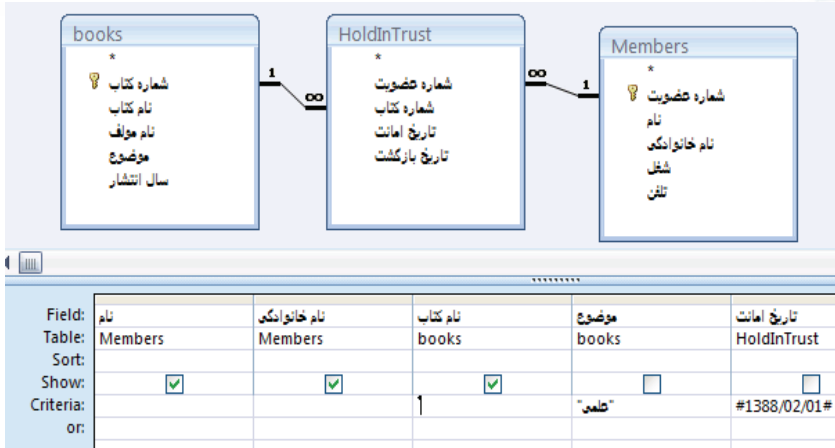 books
*
شماره کتاب
نام کتاب
نام مولف
موضوع
سال انتشار
HoldInTrust
*
شماره عضویت
شماره کتاب
تاریخ امانت
تاریخ بازگشت
Members
*
شماره عضویت
نام
نام خانوادگی
شغل
تلفن
1 ∞ ∞ 1
Field: نام نام خانوادگی نام کتاب موضوع تاریخ امانت
Table: Members Members books books HoldInTrust
Sort:
Show:
Criteria: "علمی" #1388/02/01#
or: